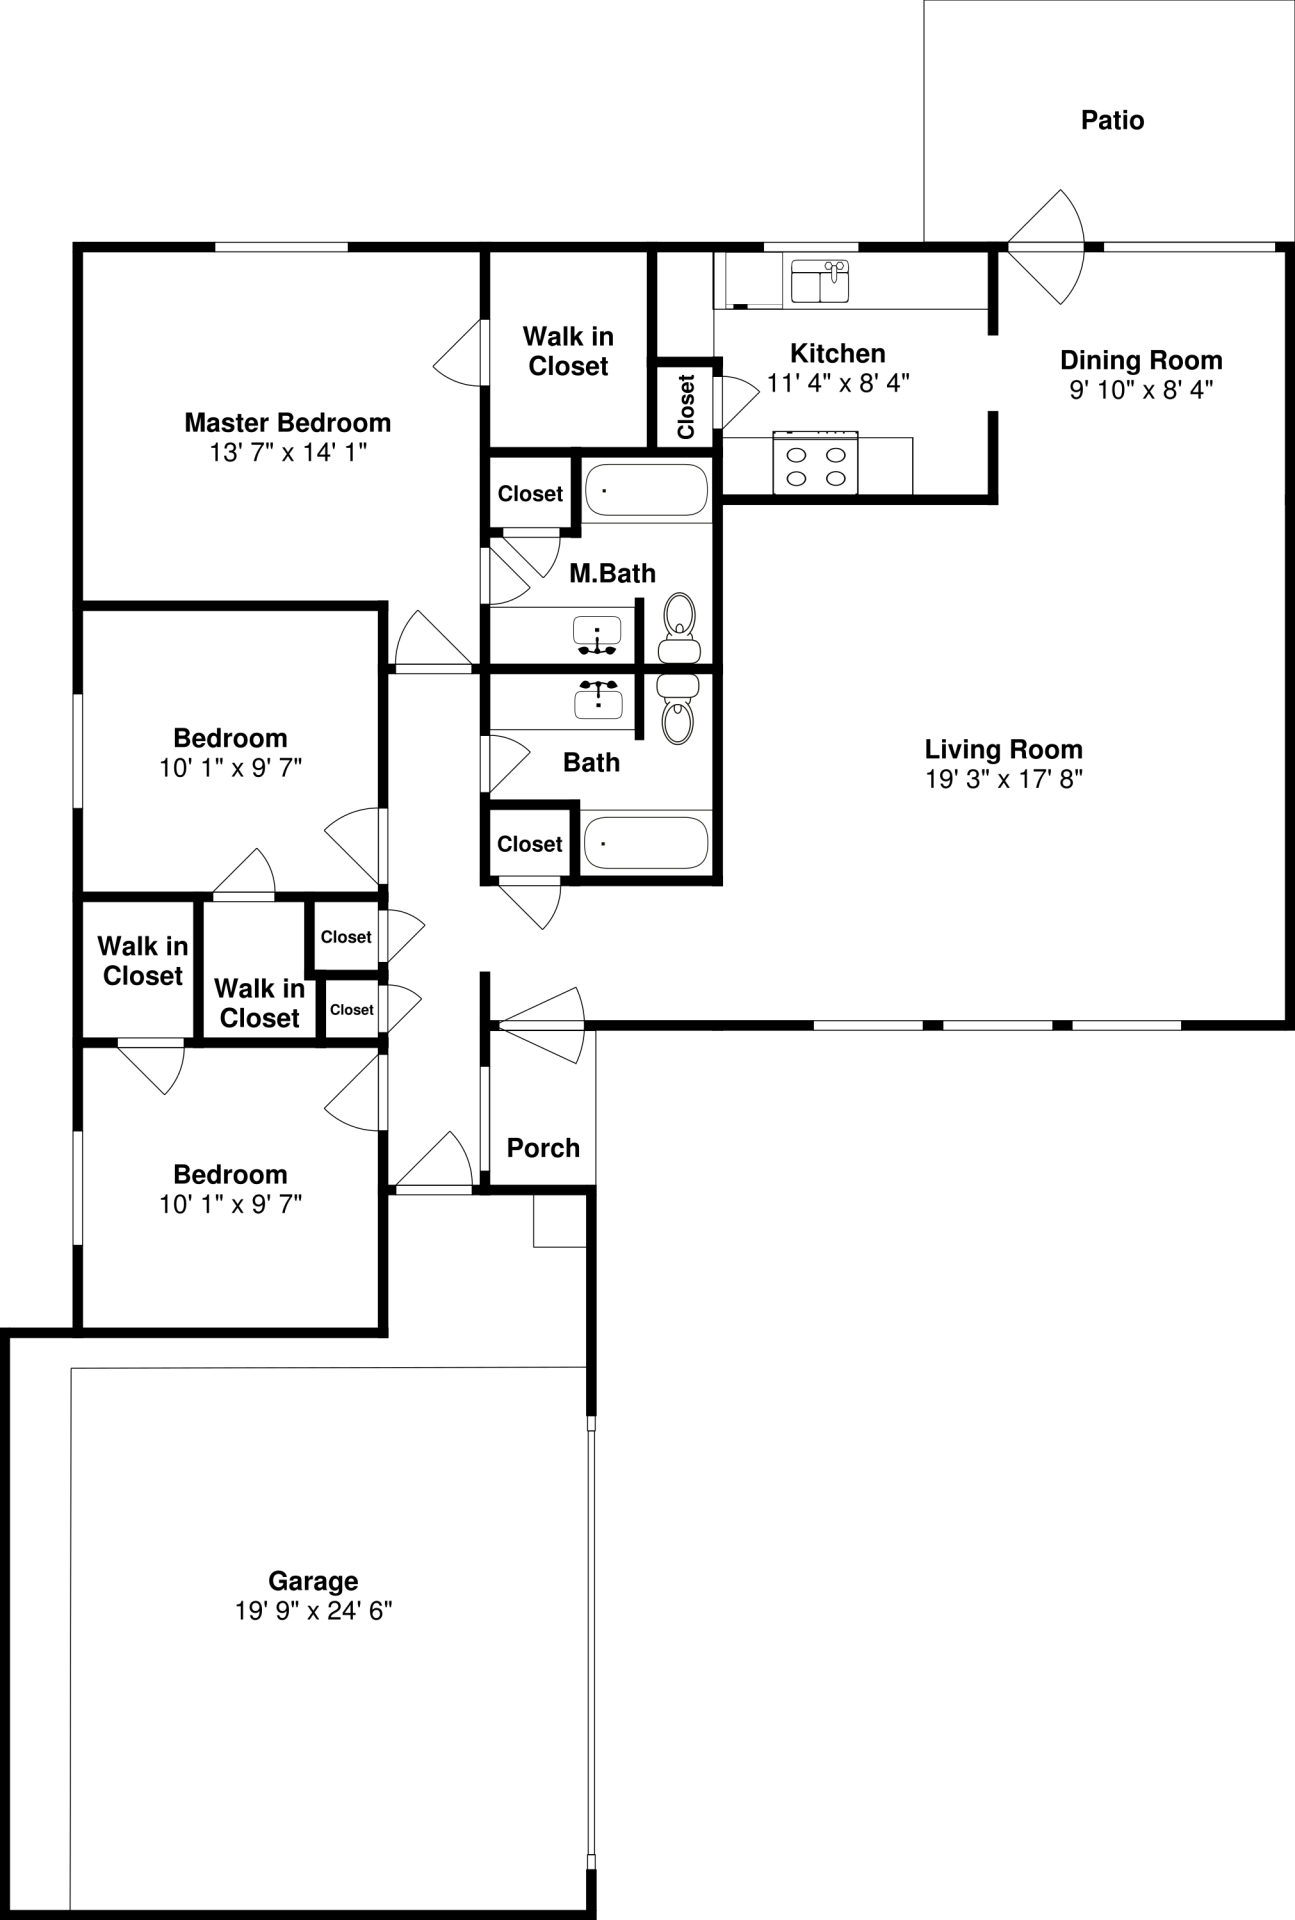 Patio
Walk in
Closet
Kitchen
11' 4" x 8' 4"
Dining Room
9' 10" x 8' 4"
Closet
Master Bedroom
13' 7" x 14' 1"
Closet
M.Bath
Bedroom
10' 1" x 9' 7"
Bath
Living Room
19' 3" x 17' 8"
Closet
Walk in
Closet
Walk in
Closet
Closet
Closet
Porch
Bedroom
10' 1" x 9' 7"
Garage
19' 9" x 24' 6"